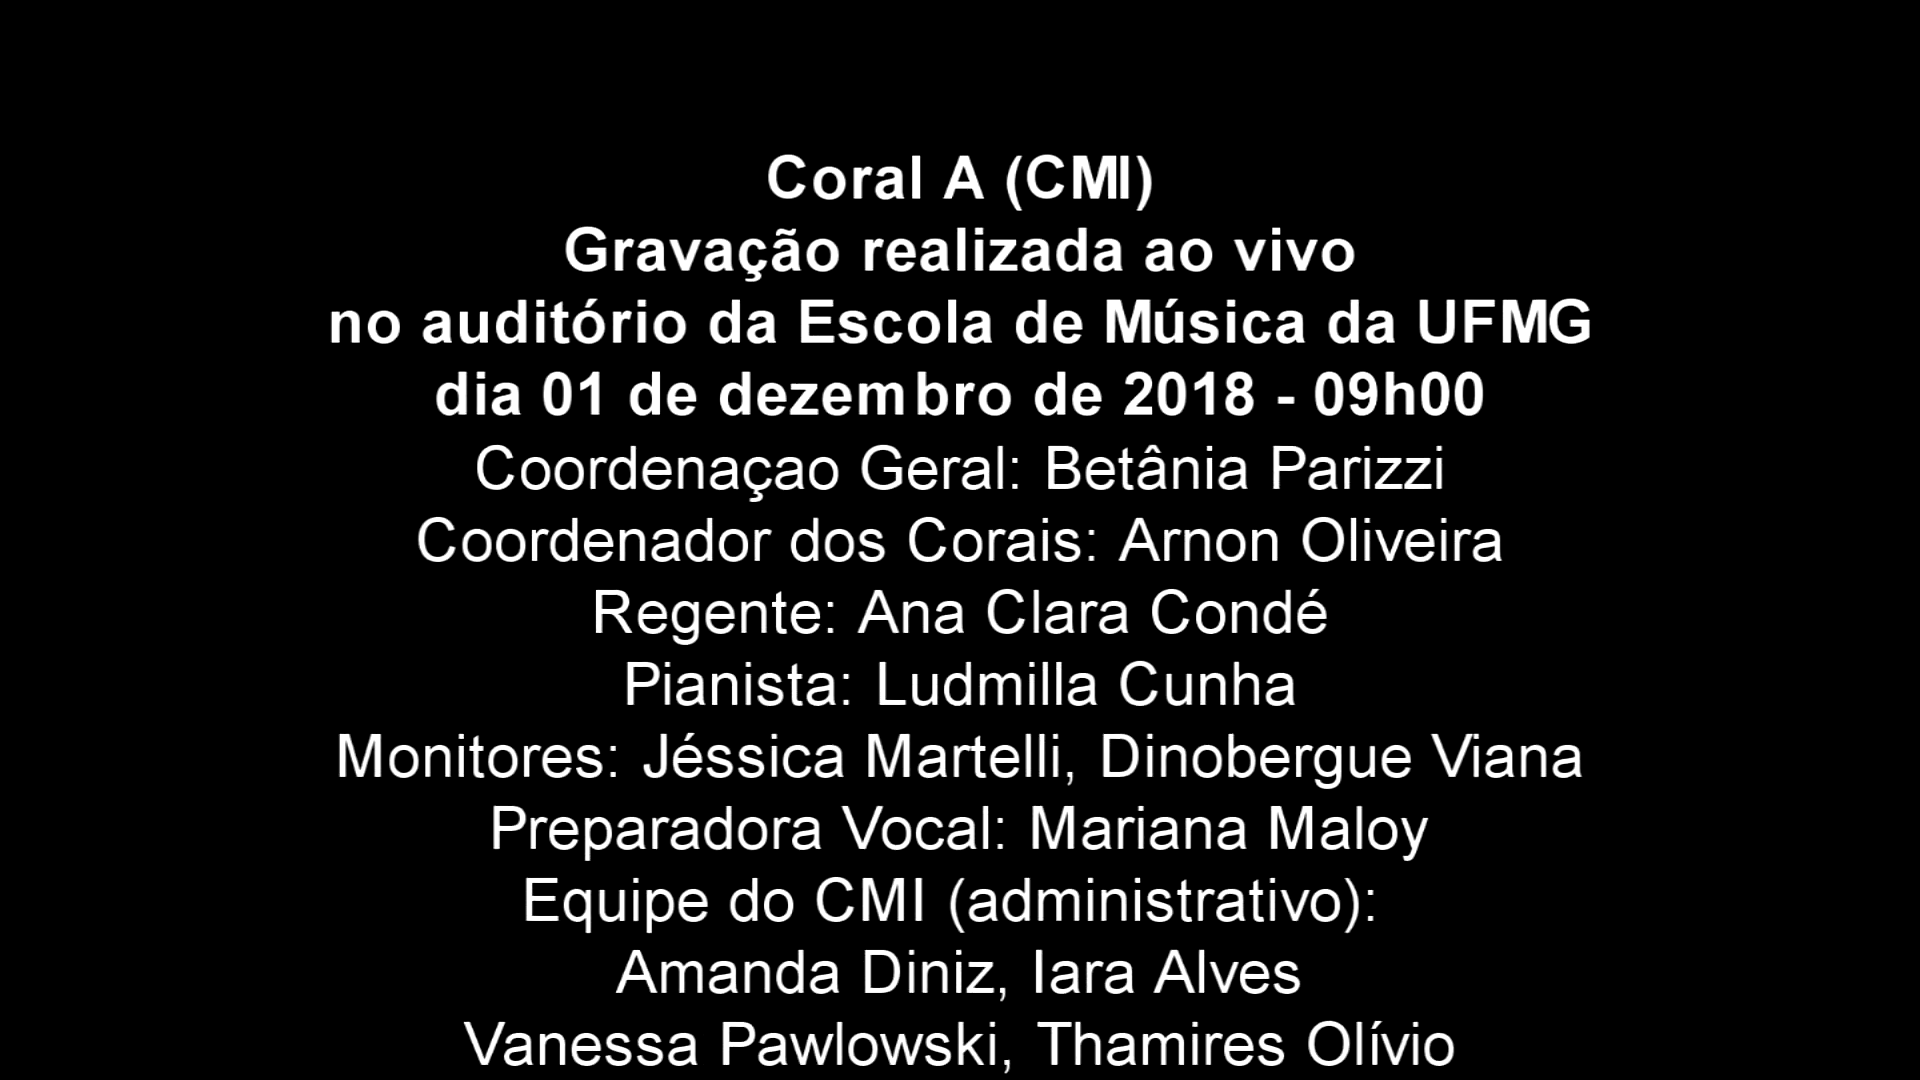 Coral A (CMI)
Gravação realizada ao vivo
no auditório da Escola de Música da UFMG
dia 01 de dezembro de 2018 - 09h00
Coordenaçao Geral: Betânia Parizzi
Coordenador dos Corais: Arnon Oliveira
Regente: Ana Clara Condé
Pianista: Ludmilla Cunha
Monitores: Jéssica Martelli, Dinobergue Viana
Preparadora Vocal: Mariana Maloy
Equipe do CMI (administrativo):
Amanda Diniz, Iara Alves
Vanessa Pawlowski, Thamires Olívio